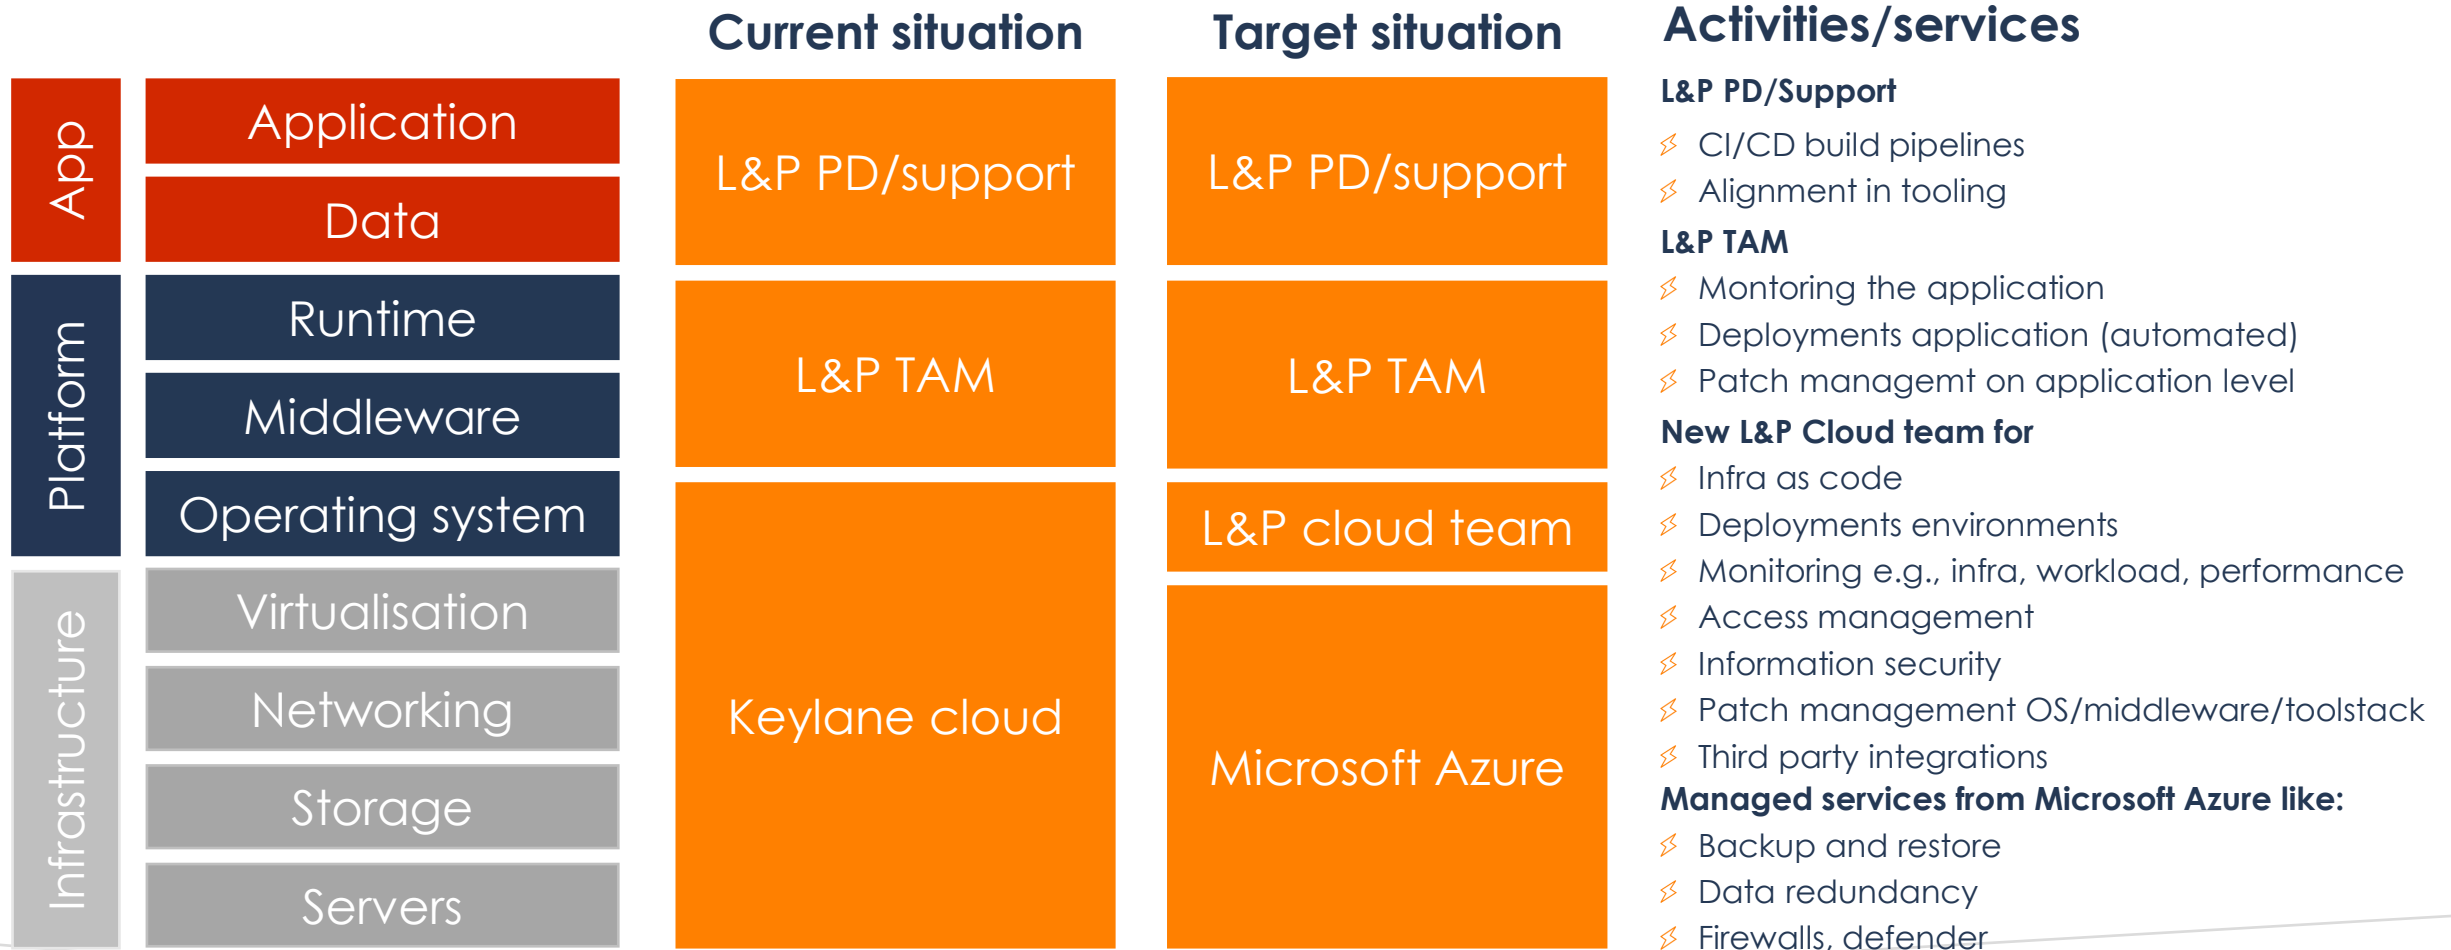 Current situation
Target situation
Activities/services
App
Application
Data
Platform
Runtime
Middleware
Operating system
Infrastructure
Virtualisation
Networking
Storage
Servers
L&P PD/support
L&P TAM
Keylane cloud
L&P PD/support
L&P TAM
L&P cloud team
Microsoft Azure
L&P PD/Support
CI/CD build pipelines
Alignment in tooling
L&P TAM
Montoring the application
Deployments application (automated)
Patch managemt on application level
New L&P Cloud team for
Infra as code
Deployments environments
Monitoring e.g., infra, workload, performance
Access management
Information security
Patch management OS/middleware/toolstack
Third party integrations
Managed services from Microsoft Azure like:
Backup and restore
Data redundancy
Firewalls, defender